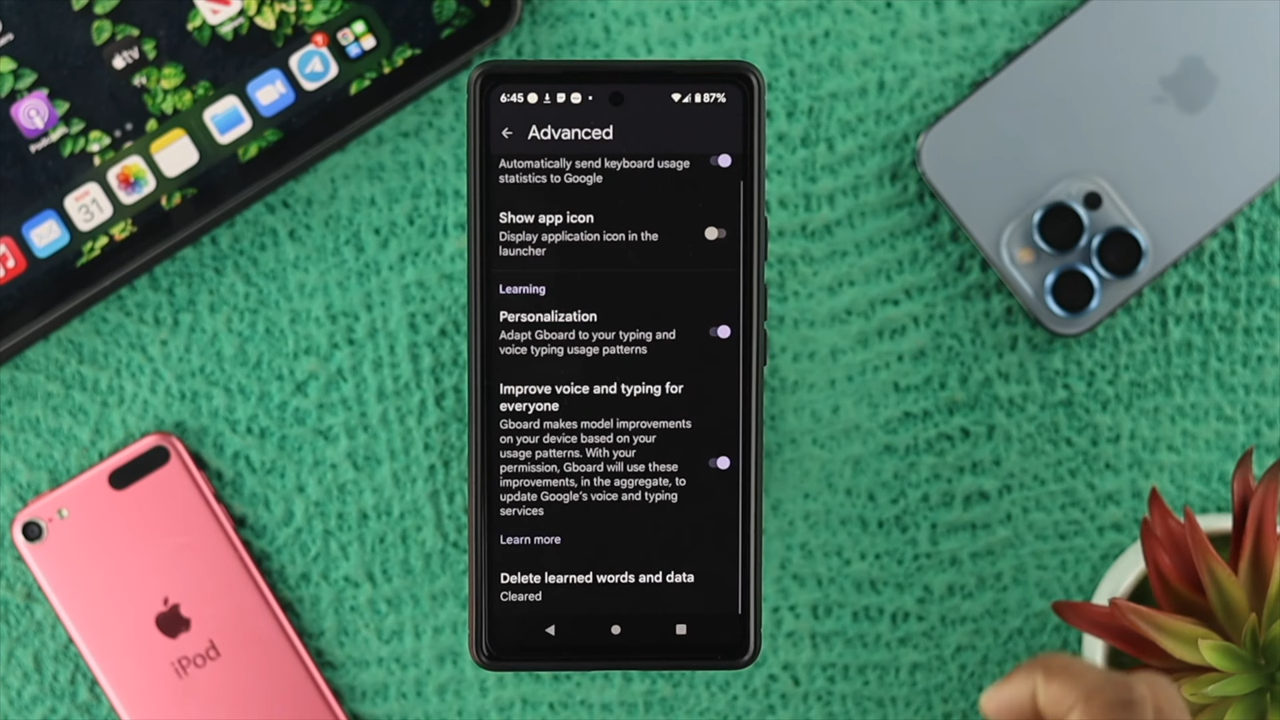 tv
Podcasts
31
6:45
87%
Advanced
Automatically send keyboard usage
statistics to Google
Show app icon
Display application icon in the
launcher
Learning
Personalization
Adapt Gboard to your typing and
voice typing usage patterns
Improve voice and typing for
everyone
Gboard makes model improvements
on your device based on your
usage patterns. With your
permission, Gboard will use these
improvements, in the aggregate, to
update Google's voice and typing
services
Learn more
Delete learned words and data
Cleared
iPod